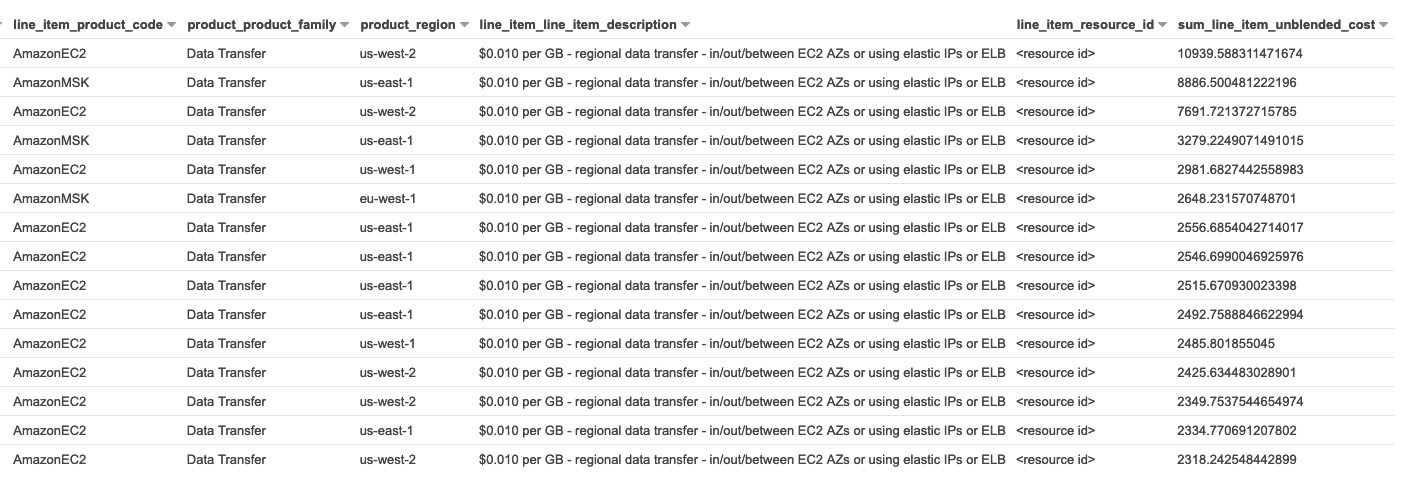 line_item_product_code product_product_family product_region line_item_line_item_description line_item_resource_id sum_line_item_unblended_cost
AmazonEC2 Data Transfer us-west-2 $0.010 per GB - regional data transfer - in/out/between EC2 AZs or using elastic IPs or ELB <resource id> 10939.588311471674
AmazonMSK Data Transfer us-east-1 $0.010 per GB - regional data transfer - in/out/between EC2 AZs or using elastic IPs or ELB <resource id> 8886.500481222196
AmazonEC2 Data Transfer us-west-2 $0.010 per GB - regional data transfer - in/out/between EC2 AZs or using elastic IPs or ELB <resource id> 7691.721372715785
AmazonMSK Data Transfer us-east-1 $0.010 per GB - regional data transfer - in/out/between EC2 AZs or using elastic IPs or ELB <resource id> 3279.2249071491015
AmazonEC2 Data Transfer us-west-1 $0.010 per GB - regional data transfer - in/out/between EC2 AZs or using elastic IPs or ELB <resource id> 2981.6827442558983
AmazonMSK Data Transfer eu-west-1 $0.010 per GB - regional data transfer - in/out/between EC2 AZs or using elastic IPs or ELB <resource id> 2648.231570748701
AmazonEC2 Data Transfer us-east-1 $0.010 per GB - regional data transfer - in/out/between EC2 AZs or using elastic IPs or ELB <resource id> 2556.6854042714017
AmazonEC2 Data Transfer us-east-1 $0.010 per GB - regional data transfer - in/out/between EC2 AZs or using elastic IPs or ELB <resource id> 2546.6990046925976
AmazonEC2 Data Transfer us-east-1 $0.010 per GB - regional data transfer - in/out/between EC2 AZs or using elastic IPs or ELB <resource id> 2515.670930023398
AmazonEC2 Data Transfer us-east-1 $0.010 per GB - regional data transfer - in/out/between EC2 AZs or using elastic IPs or ELB <resource id> 2492.7588846622994
AmazonEC2 Data Transfer us-west-1 $0.010 per GB - regional data transfer - in/out/between EC2 AZs or using elastic IPs or ELB <resource id> 2485.801855045
AmazonEC2 Data Transfer us-west-2 $0.010 per GB - regional data transfer - in/out/between EC2 AZs or using elastic IPs or ELB <resource id> 2425.634483028901
AmazonEC2 Data Transfer us-west-2 $0.010 per GB - regional data transfer - in/out/between EC2 AZs or using elastic IPs or ELB <resource id> 2349.7537544654974
AmazonEC2 Data Transfer us-east-1 $0.010 per GB - regional data transfer - in/out/between EC2 AZs or using elastic IPs or ELB <resource id> 2334.770691207802
AmazonEC2 Data Transfer us-west-2 $0.010 per GB - regional data transfer - in/out/between EC2 AZs or using elastic IPs or ELB <resource id> 2318.242548442899